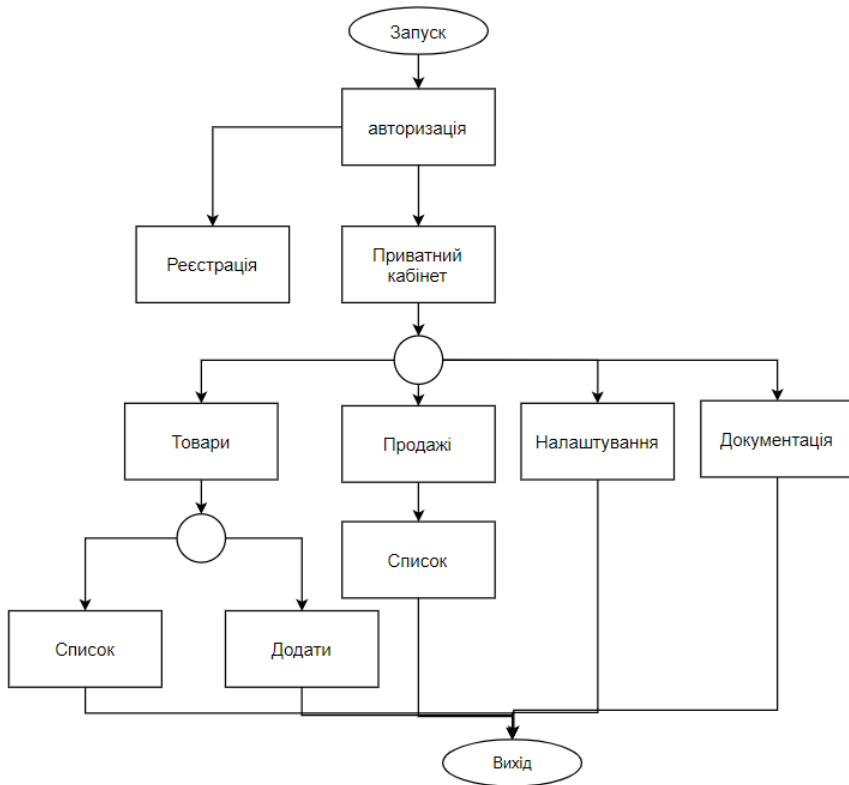 Запуск
авторизація
Реєстрація
Приватний
кабінет
Товари
Продажі
Налаштування
Документація
Список
Список
Додати
Вихід